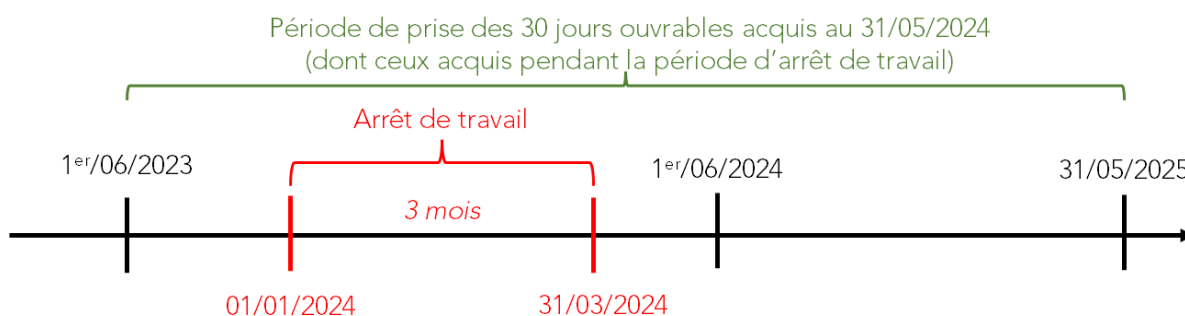 Période de prise des 30 jours ouvrables acquis au 31/05/2024
(dont ceux acquis pendant la période d’arrêt de travail)
Arrêt de travail
1er/06/2023
1er/06/2024
31/05/2025
3 mois
01/01/2024
31/03/2024